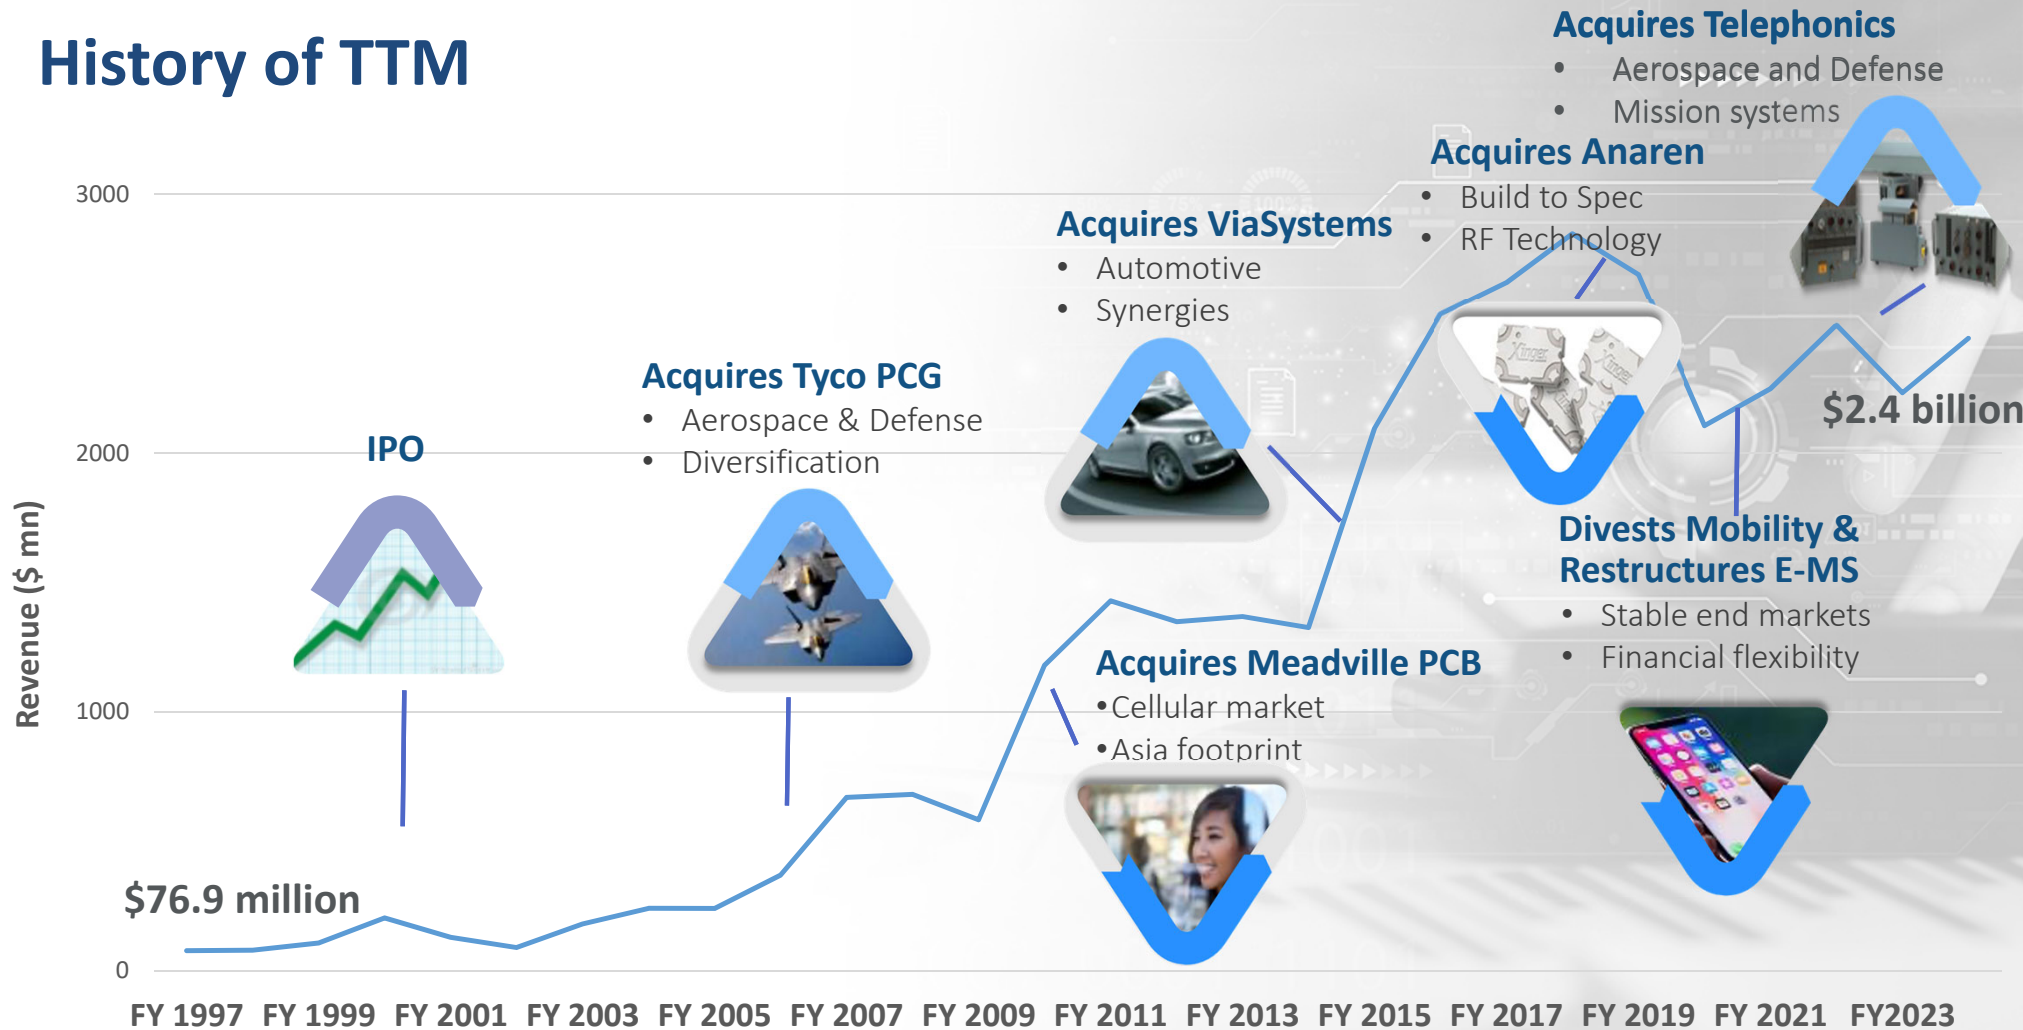 History of TTM
Acquires Telephonics
• Aerospace and Defense
• Mission systems
Acquires Anaren
• Build to Spec
• RF Technology
Acquires ViaSystems
• Automotive
• Synergies
Acquires Tyco PCG
• Aerospace & Defense
• Diversification
IPO
$2.4 billion
Divests Mobility &
Restructures E-MS
• Stable end markets
• Financial flexibility
Acquires Meadville PCB
•Cellular market
•Asia footprint
$76.9 million
Revenue ($ mn)
3000
2000
1000
0
FY 1997 FY 1999 FY 2001 FY 2003 FY 2005 FY 2007 FY 2009 FY 2011 FY 2013 FY 2015 FY 2017 FY 2019 FY 2021 FY2023
Xinger
Xinger